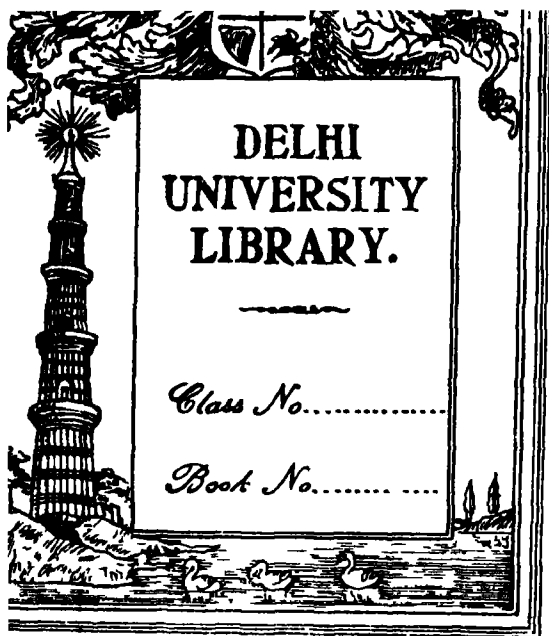 DELHI
UNIVERSITY
LIBRARY.
Class No...............
Book No......... ....